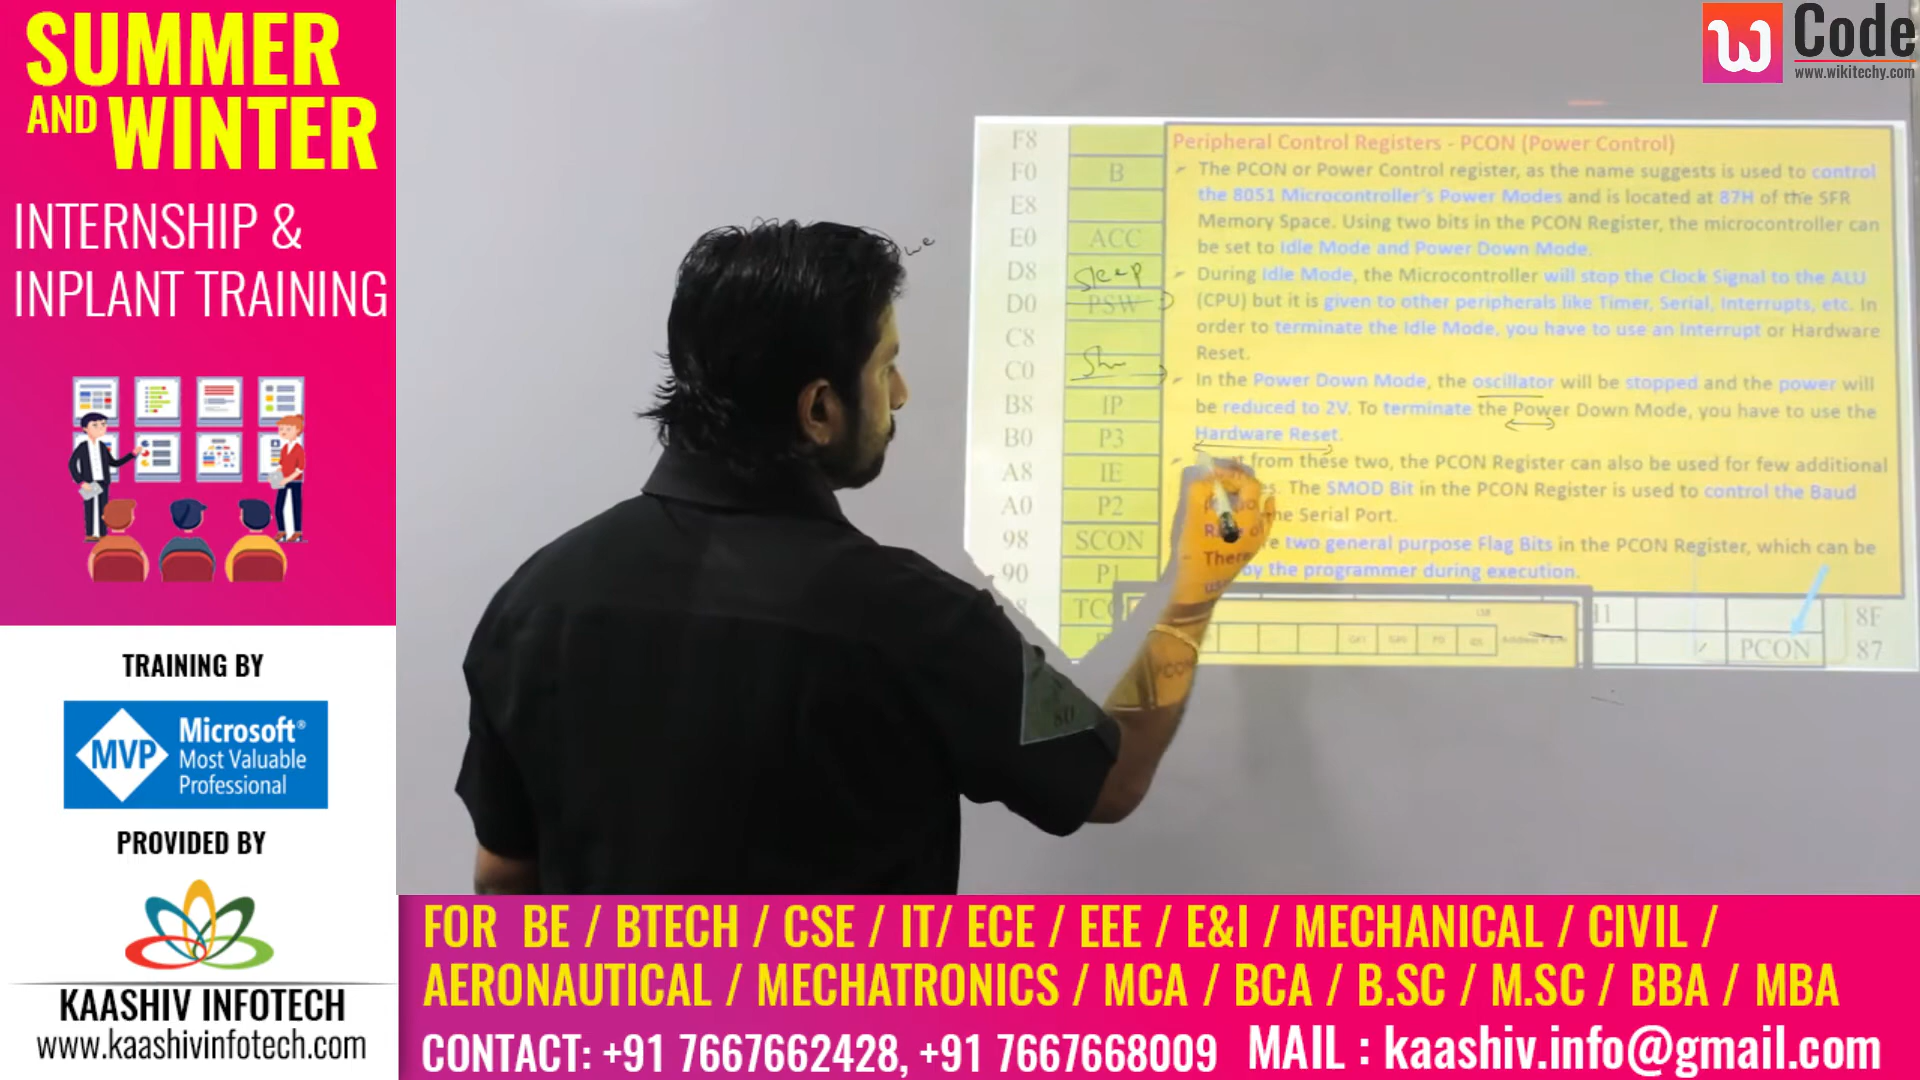 SUMMER
AND WINTER
INTERNSHIP &
INPLANT TRAINING
TRAINING BY
MVP
Microsoft®
Most Valuable
Professional
PROVIDED BY
KAASHIV INFOTECH
www.kaashivinfotech.com
W Code
www.wikitechy.com
we
F8
F0 B
E8
E0 ACC
D8 Sleep
D0 PSW
C8
C0
B8 IP
B0 P3
A8 IE
A0 P2
98 SCON
90 P1
Peripheral Control Registers - PCON (Power Control)
The PCON or Power Control register, as the name suggests is used to control
the 8051 Microcontroller's Power Modes and is located at 87H of the SFR
Memory Space. Using two bits in the PCON Register, the microcontroller can
be set to Idle Mode and Power Down Mode.
During Idle Mode, the Microcontroller will stop the Clock Signal to the ALU
(CPU) but it is given to other peripherals like Timer, Serial, Interrupts, etc. In
order to terminate the Idle Mode, you have to use an Interrupt or Hardware
Reset.
In the Power Down Mode, the oscillator will be stopped and the power will
be reduced to 2V. To terminate the Power Down Mode, you have to use the
Hardware Reset.
from these two, the PCON Register can also be used for few additional
The SMOD Bit in the PCON Register is used to control the Baud
the Serial Port.
There two general purpose Flag Bits in the PCON Register, which can be
by the programmer during execution.
8F
PCON 87
FOR BE / BTECH / CSE / IT/ ECE / EEE / E&I / MECHANICAL / CIVIL /
AERONAUTICAL / MECHATRONICS / MCA / BCA / B.SC / M.SC / BBA / MBA
CONTACT: +91 7667662428, +91 7667668009 MAIL : kaashiv.info@gmail.com